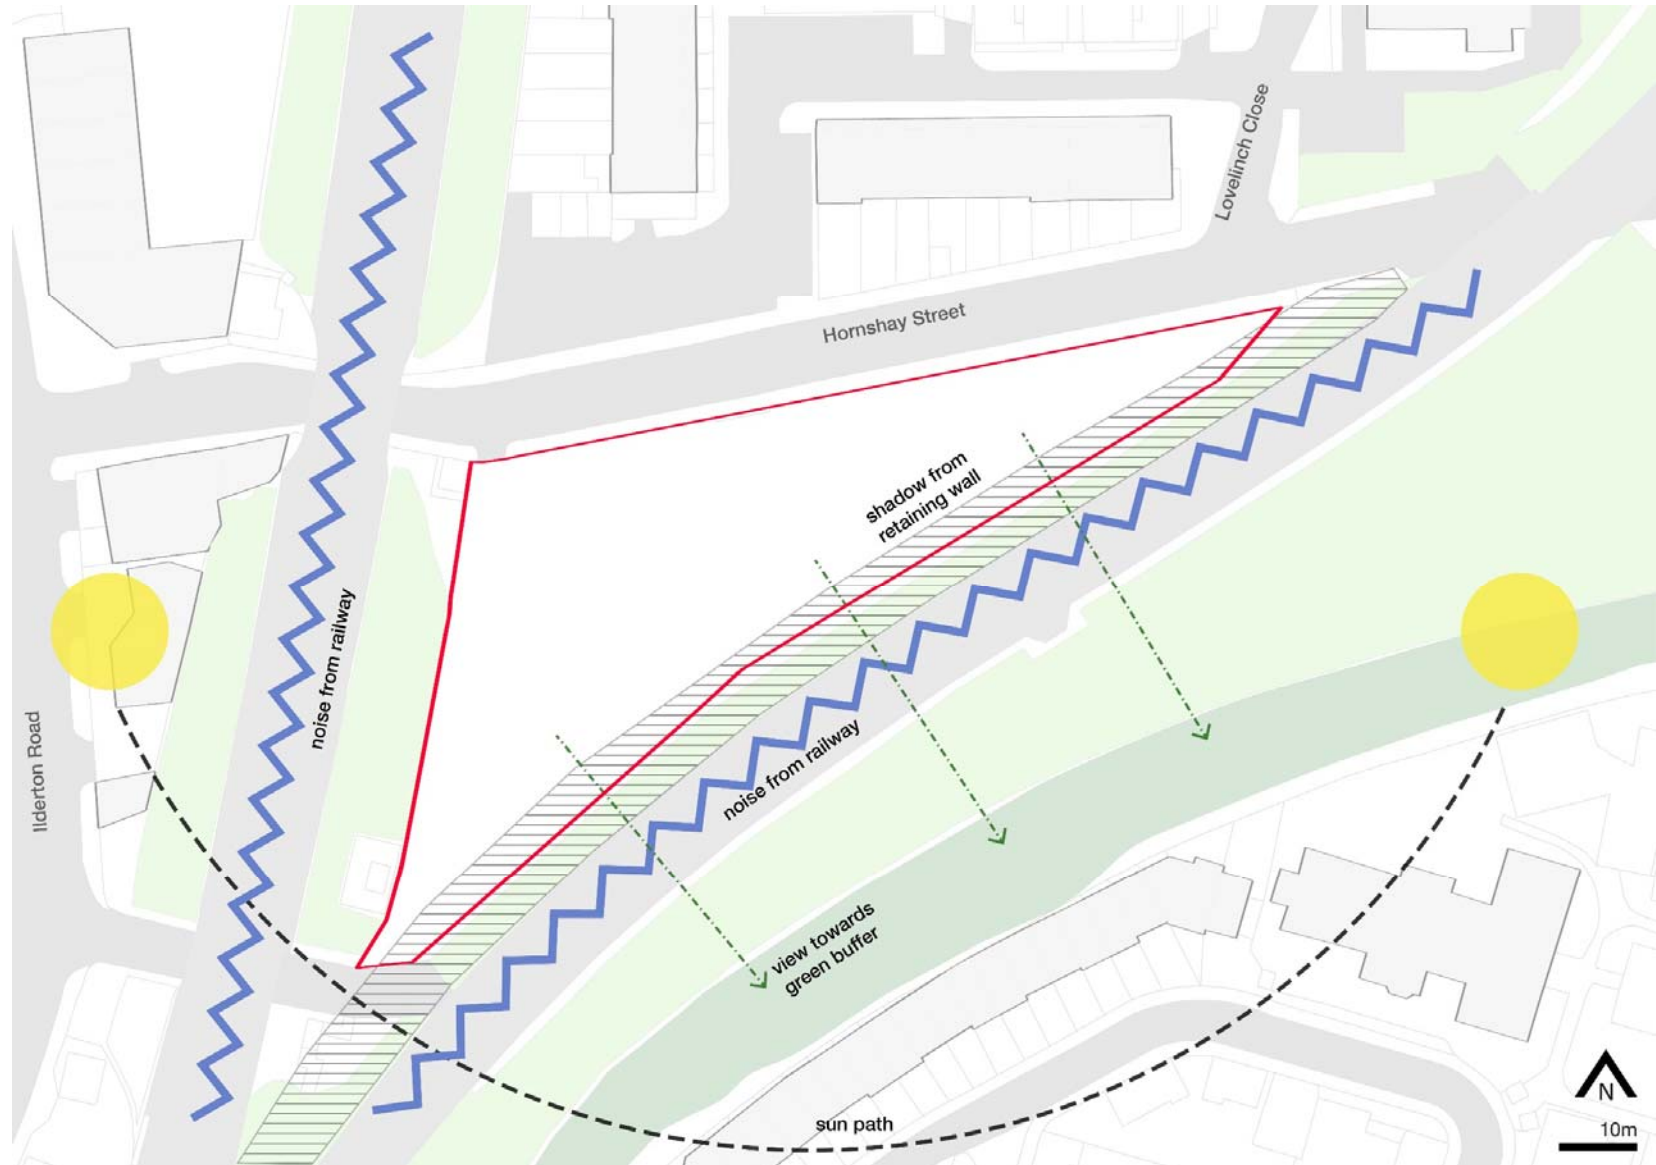 Lovelinch Close
Hornshay Street
shadow from
retaining wall
noise from railway
Ilderton Road
noise from railway
view towards
green buffer
sun path
N
10m